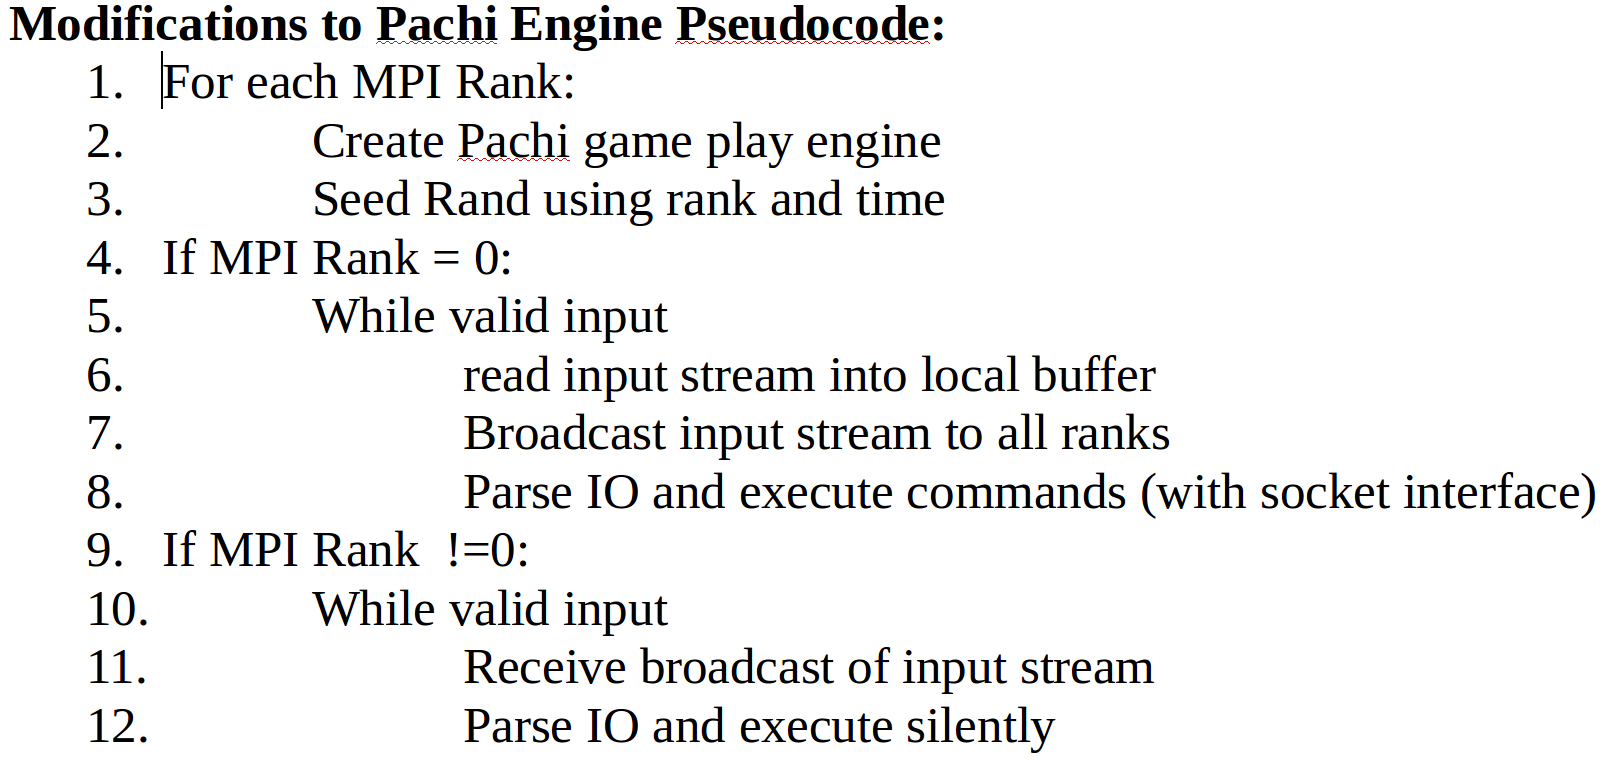 Modifications to Pachi Engine Pseudocode:
1. For each MPI Rank:
2. Create Pachi game play engine
3. Seed Rand using rank and time
4. If MPI Rank = 0:
5. While valid input
6. read input stream into local buffer
7. Broadcast input stream to all ranks
8. Parse IO and execute commands (with socket interface)
9. If MPI Rank  !=0:
10. While valid input
11. Receive broadcast of input stream
12. Parse IO and execute silently